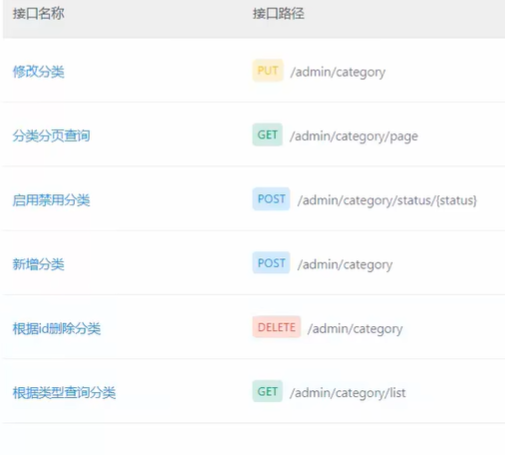 接口名称 接口路径
修改分类 PUT /admin/category
分类分页查询 GET /admin/category/page
启用禁用分类 POST /admin/category/status/{status}
新增分类 POST /admin/category
根据id删除分类 DELETE /admin/category
根据类型查询分类 GET /admin/category/list